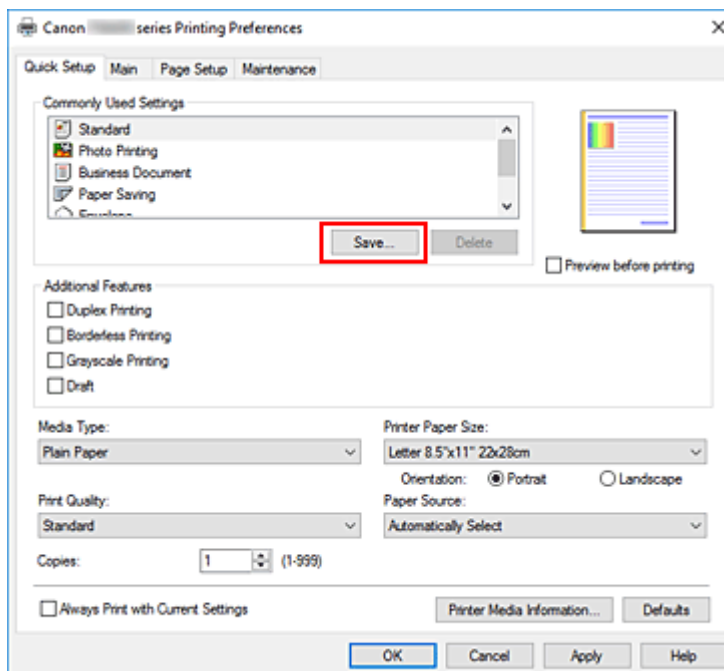 Canon series Printing Preferences
Quick Setup Main Page Setup Maintenance
Commonly Used Settings
Standard
Photo Printing
Business Document
Paper Saving
Envelope
Save... Delete
Preview before printing
Additional Features
Duplex Printing
Borderless Printing
Grayscale Printing
Draft
Media Type: Printer Paper Size:
Plain Paper Letter 8.5"x11" 22x28cm
Orientation: Portrait Landscape
Print Quality: Paper Source:
Standard Automatically Select
Copies: 1 (1-999)
Always Print with Current Settings Printer Media Information... Defaults
OK Cancel Apply Help